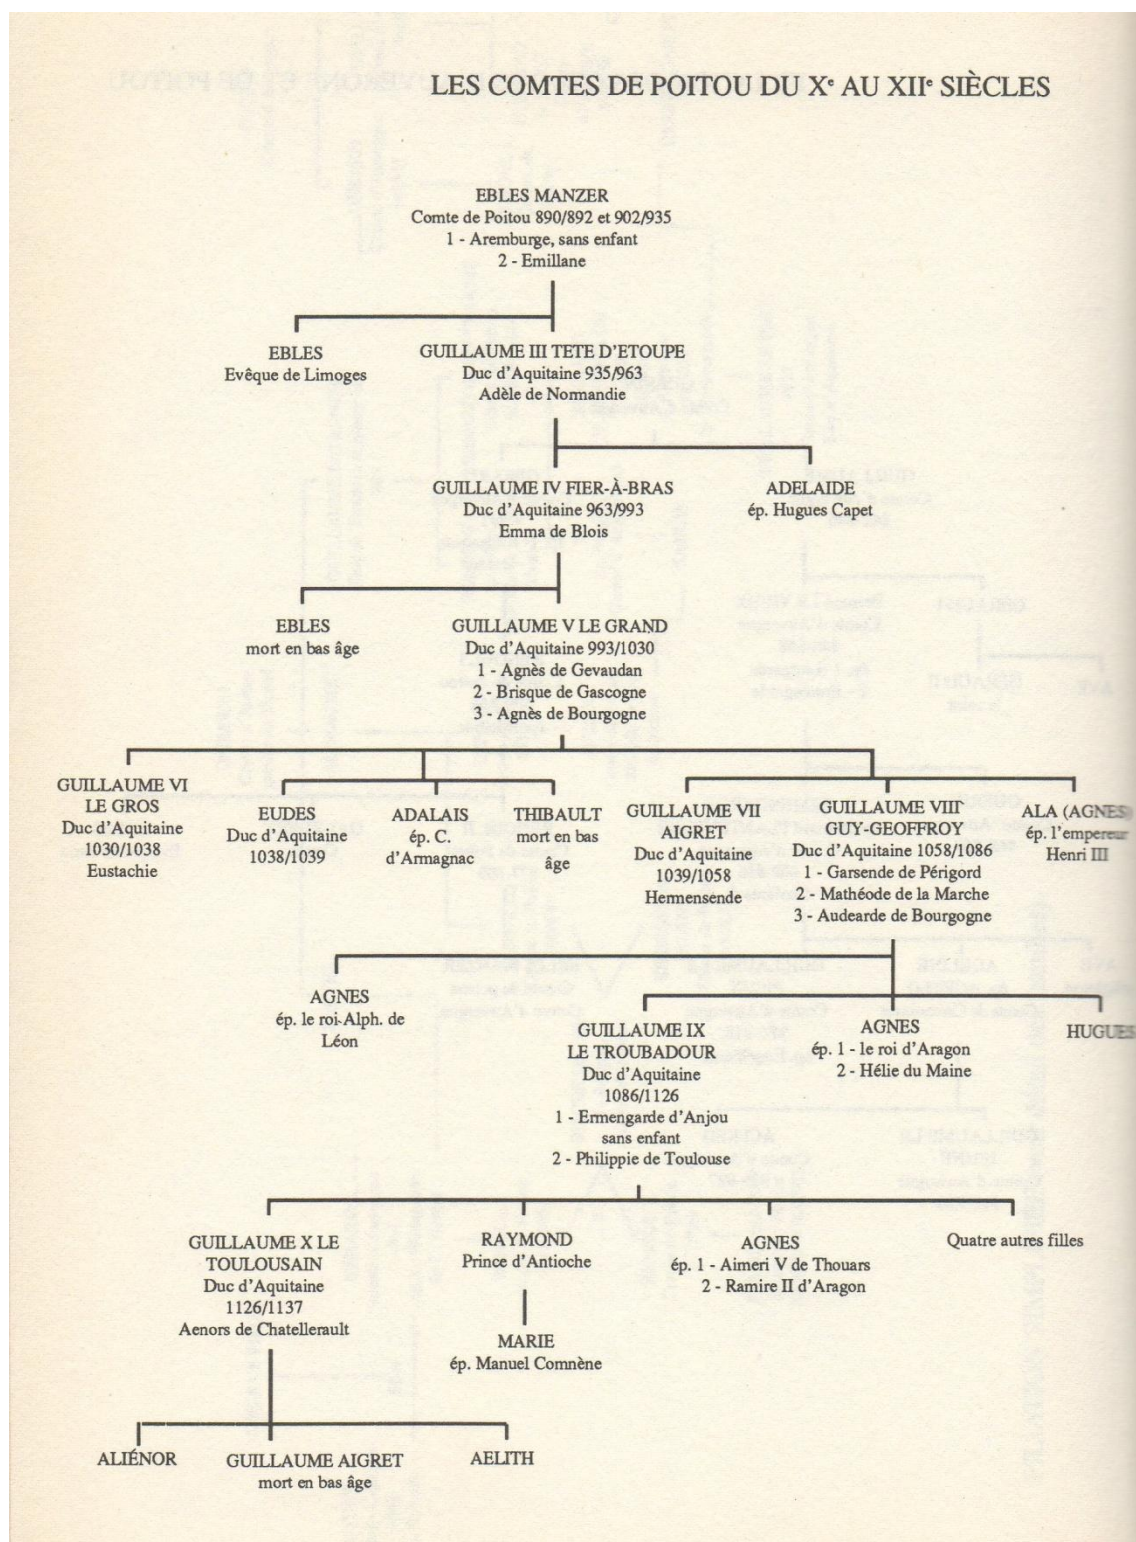 LES COMTES DE POITOU DU Xᵉ AU XIIᵉ SIÈCLES
EBLES MANZER
Comte de Poitou 890/892 et 902/935
1 - Aremburge, sans enfant
2 - Emillane
EBLES
Evêque de Limoges
GUILLAUME III TETE D'ETOUPE
Duc d'Aquitaine 935/963
Adèle de Normandie
GUILLAUME IV FIER-À-BRAS
Duc d'Aquitaine 963/993
Emma de Blois
ADELAIDE
ép. Hugues Capet
EBLES
mort en bas âge
GUILLAUME V LE GRAND
Duc d'Aquitaine 993/1030
1 - Agnès de Gevaudan
2 - Brisque de Gascogne
3 - Agnès de Bourgogne
GUILLAUME VI
LE GROS
Duc d'Aquitaine
1030/1038
Eustachie
EUDES
Duc d'Aquitaine
1038/1039
ADALAIS
ép. C.
d'Armagnac
THIBAULT
mort en bas
âge
GUILLAUME VII
AIGRET
Duc d'Aquitaine
1039/1058
Hermensende
GUILLAUME VIII
GUY-GEOFFROY
Duc d'Aquitaine 1058/1086
1 - Garsende de Périgord
2 - Mathéode de la Marche
3 - Audearde de Bourgogne
ALA (AGNES)
ép. l'empereur
Henri III
AGNES
ép. le roi Alph. de
Léon
GUILLAUME IX
LE TROUBADOUR
Duc d'Aquitaine
1086/1126
1 - Ermengarde d'Anjou
sans enfant
2 - Philippie de Toulouse
AGNES
ép. 1 - le roi d'Aragon
2 - Hélie du Maine
HUGUES
GUILLAUME X LE
TOULOUSAIN
Duc d'Aquitaine
1126/1137
Aenors de Chatellerault
RAYMOND
Prince d'Antioche
AGNES
ép. 1 - Aimeri V de Thouars
2 - Ramire II d'Aragon
Quatre autres filles
MARIE
ép. Manuel Comnène
ALIÉNOR
GUILLAUME AIGRET
mort en bas âge
AELITH